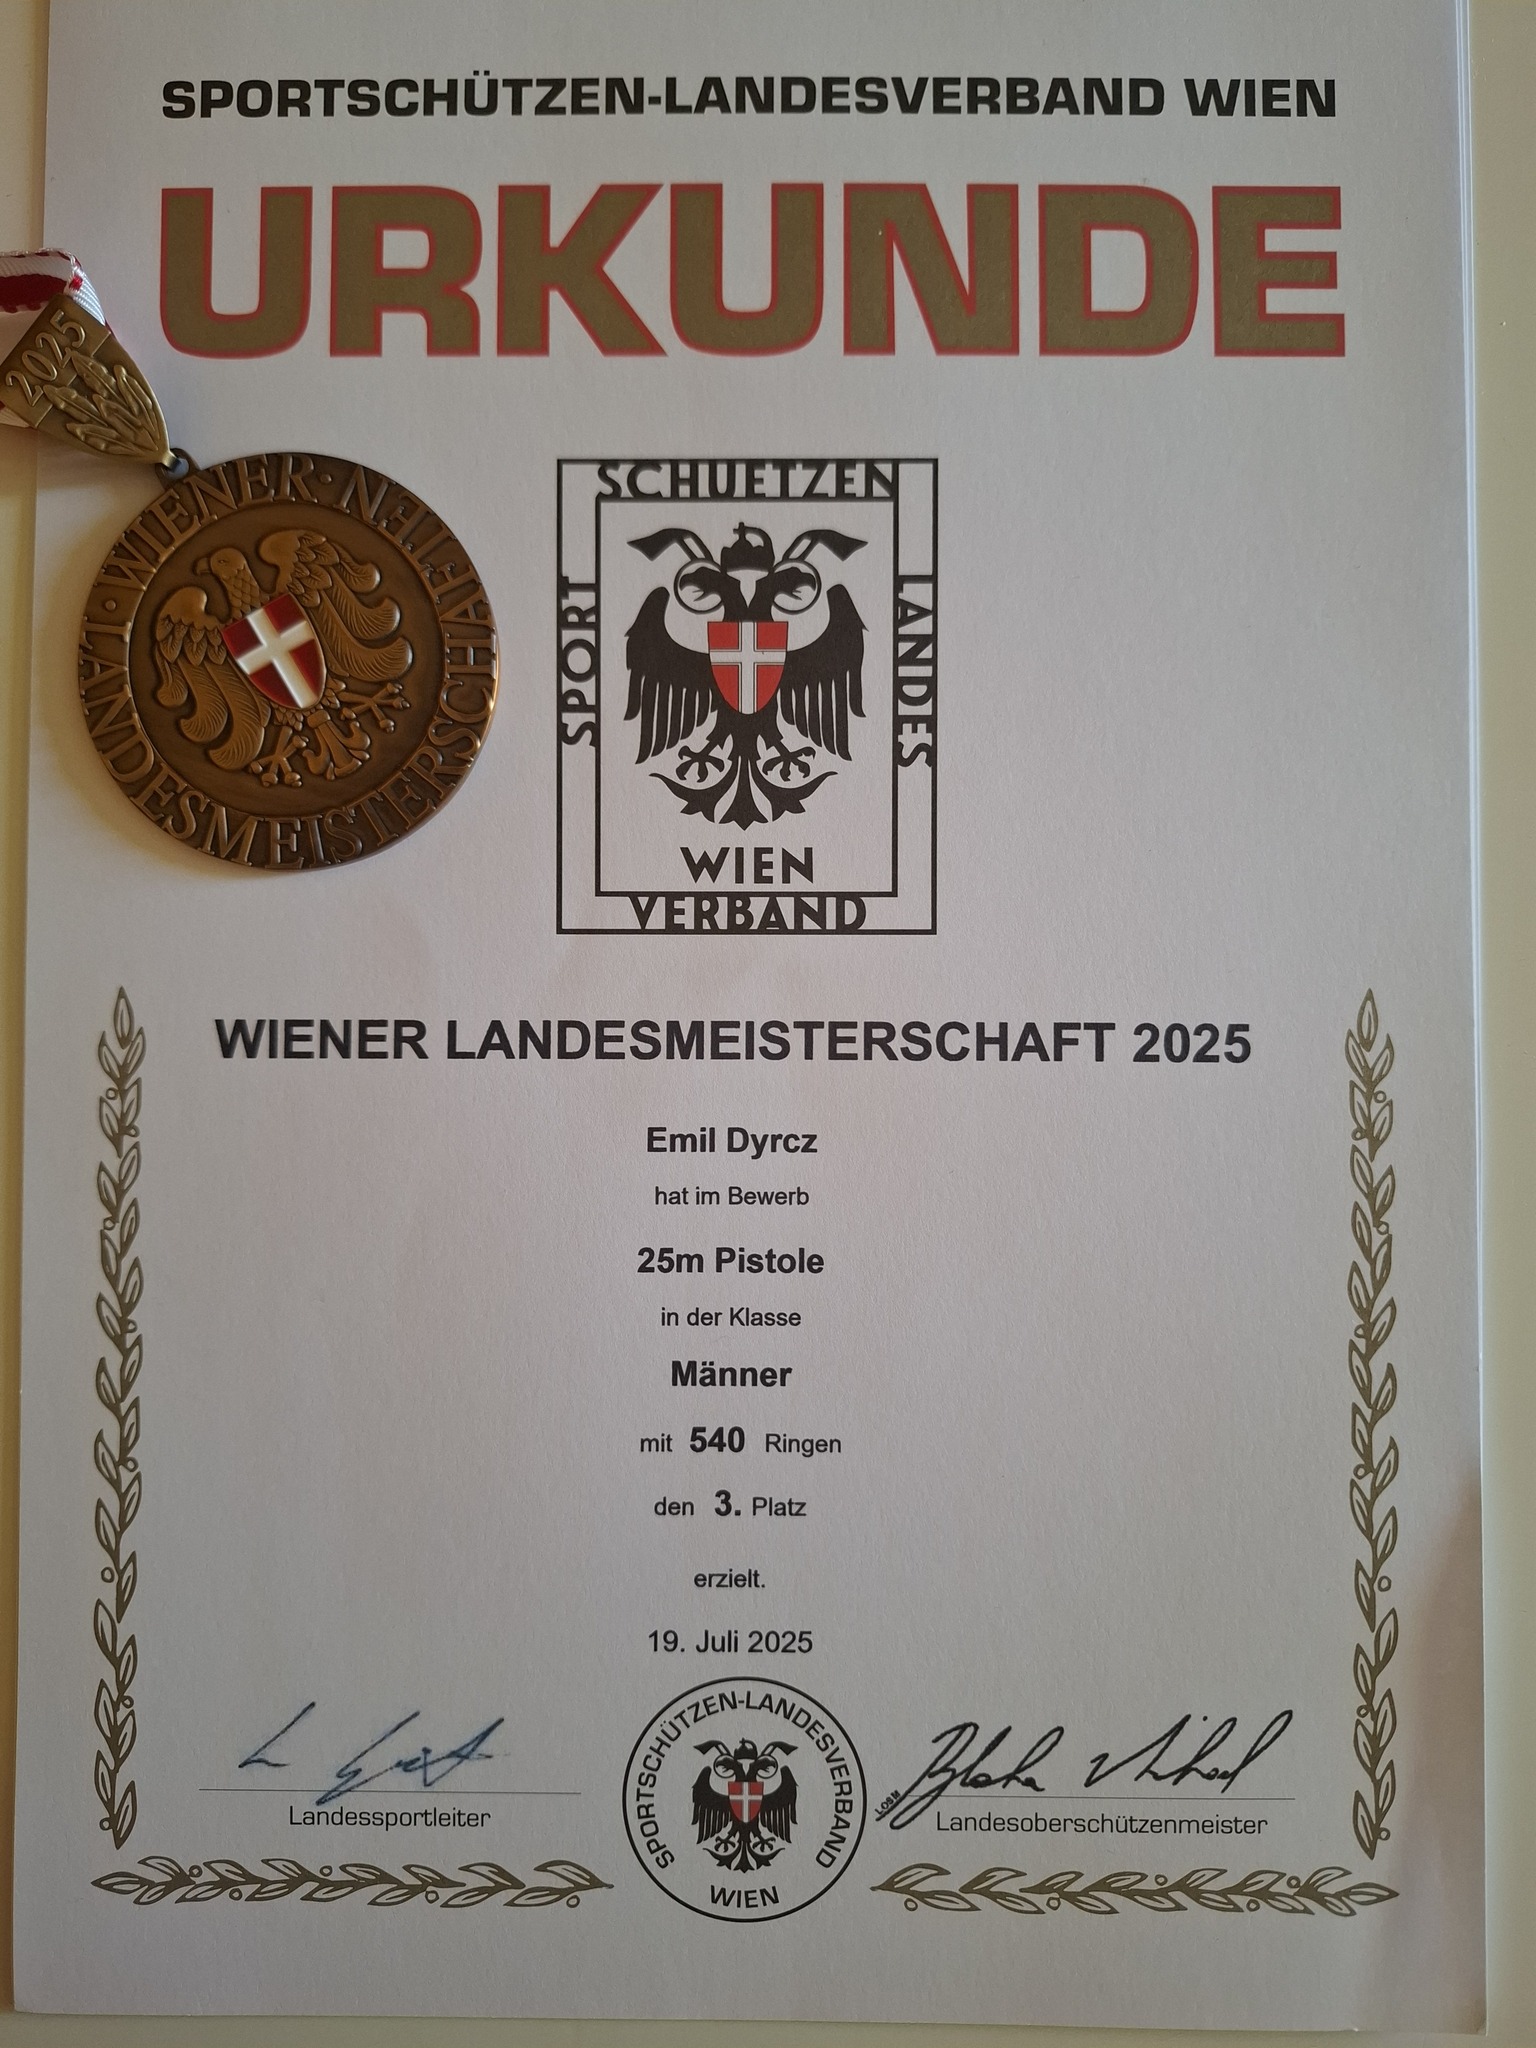 SPORTSCHÜTZEN-LANDESVERBAND WIEN
URKUNDE
2025
· WIENER · LANDESMEISTERSCHAFTEN
SCHUETZEN
SPORT
LANDES
WIEN
VERBAND
WIENER LANDESMEISTERSCHAFT 2025
Emil Dyrcz
hat im Bewerb
25m Pistole
in der Klasse
Männer
mit 540 Ringen
den 3. Platz
erzielt.
19. Juli 2025
Landessportleiter
SPORTSCHÜTZEN-LANDESVERBAND
WIEN
LOSM
Landesoberschützenmeister